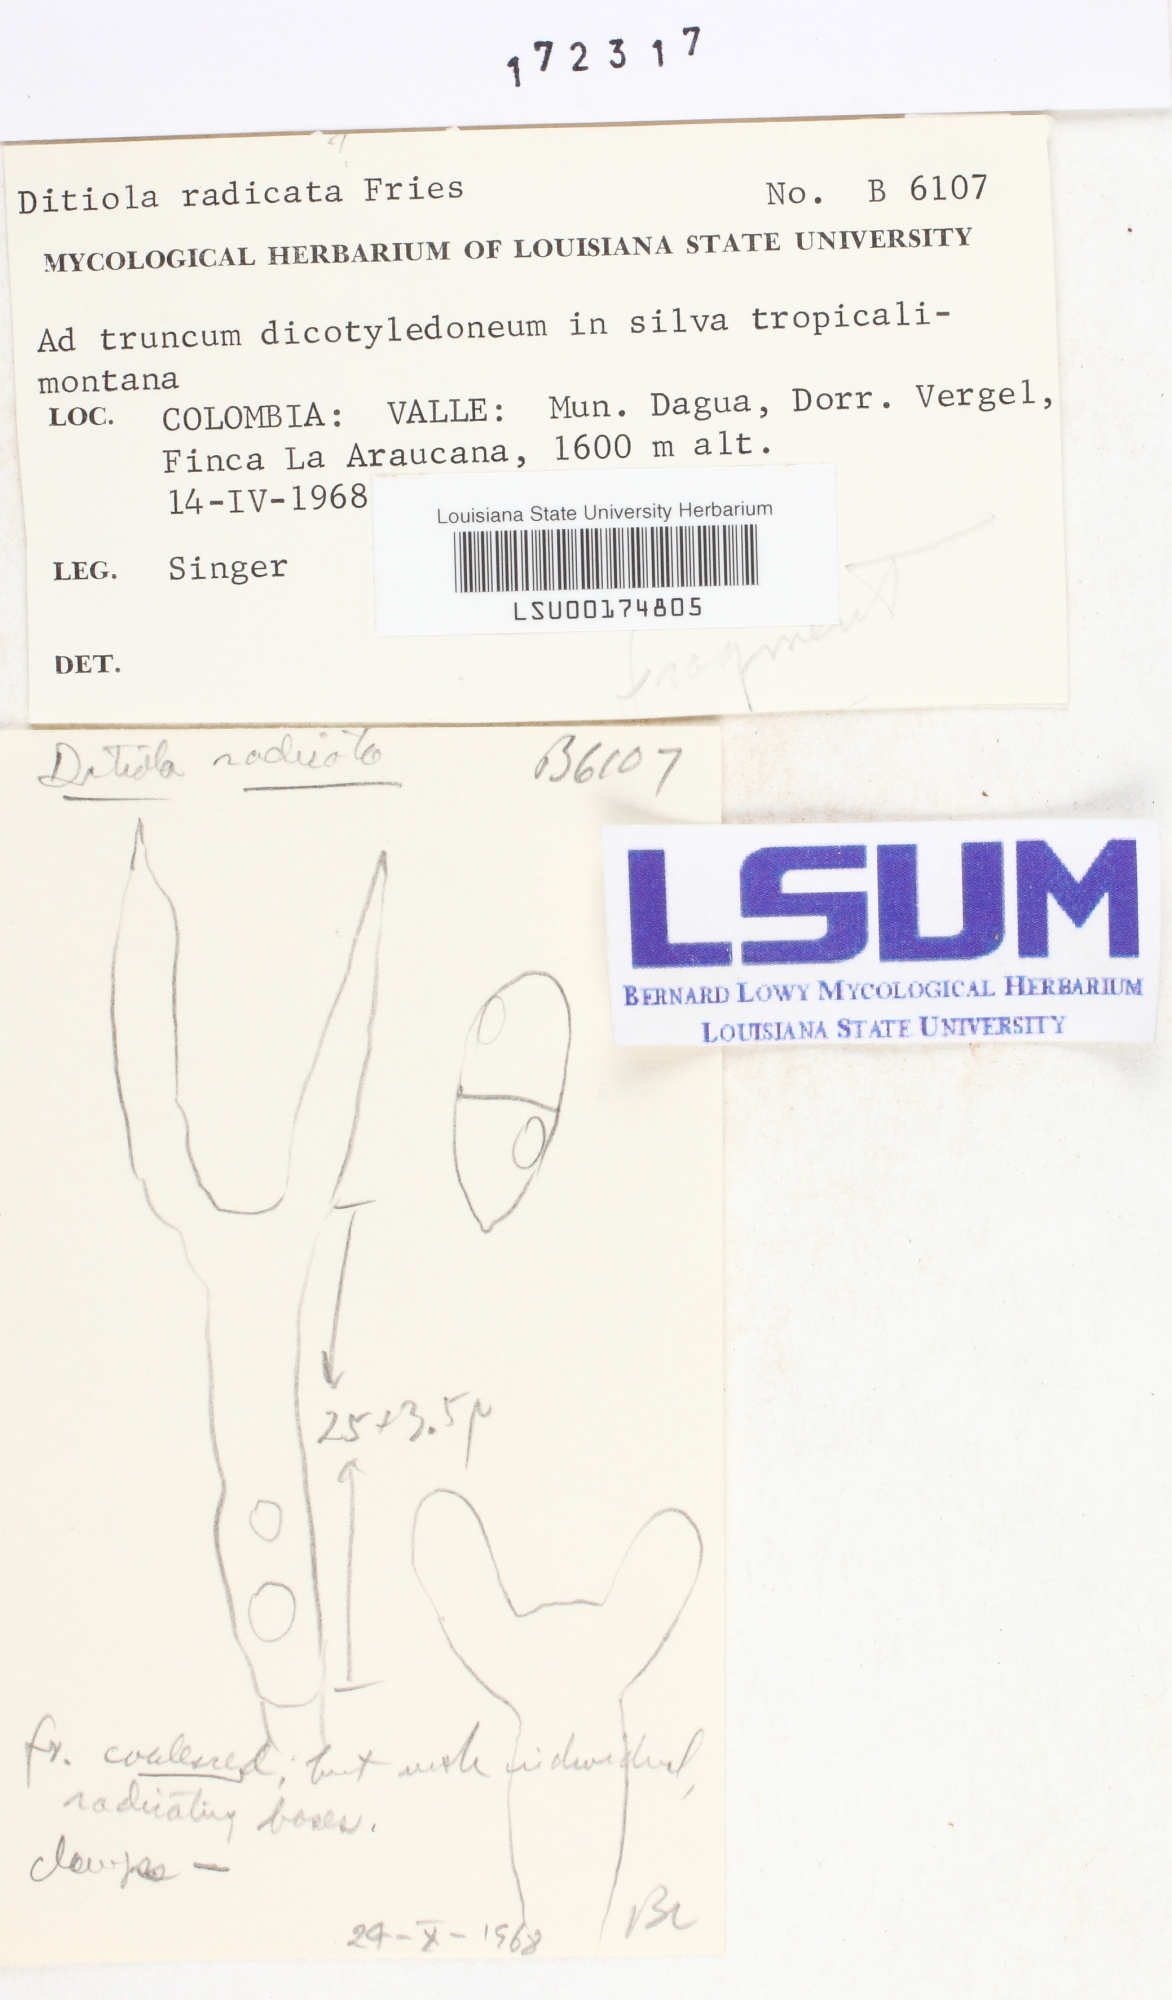 172317
Ditiola radicata Fries No. B 6107
MYCOLOGICAL HERBARIUM OF LOUISIANA STATE UNIVERSITY
Ad truncum dicotyledoneum in silva tropicali-
montana
LOC. COLOMBIA: VALLE: Mun. Dagua, Dorr. Vergel,
Finca La Araucana, 1600 m alt.
14-IV-1968
Louisiana State University Herbarium
LSU00174805
LEG. Singer
fragment
DET.
Ditiola radicata B6107
LSUM
BERNARD LOWY MYCOLOGICAL HERBARIUM
LOUISIANA STATE UNIVERSITY
25+3.5μ
fr. coalesced, but with individual,
radicating bases.
clamps –
24-X-1968 BL